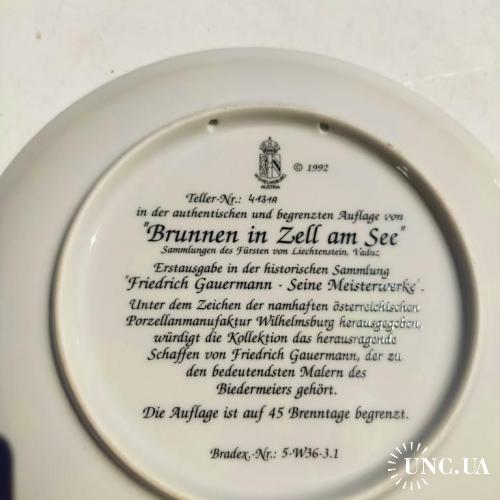 WILHELMSBURG
AUSTRIA
© 1992
Teller-Nr.: 4131A
in der authentischen und begrenzten Auflage von
"Brunnen in Zell am See"
Sammlungen des Fürsten von Liechtenstein, Vaduz
Erstausgabe in der historischen Sammlung
"Friedrich Gauermann - Seine Meisterwerke".
Unter dem Zeichen der namhaften österreichischen
Porzellanmanufaktur Wilhelmsburg herausgegeben,
würdigt die Kollektion das herausragende
Schaffen von Friedrich Gauermann, der zu
den bedeutendsten Malern des
Biedermeiers gehört.
Die Auflage ist auf 45 Brenntage begrenzt.
Bradex.-Nr.: 5-W36-3.1
UNC.UA